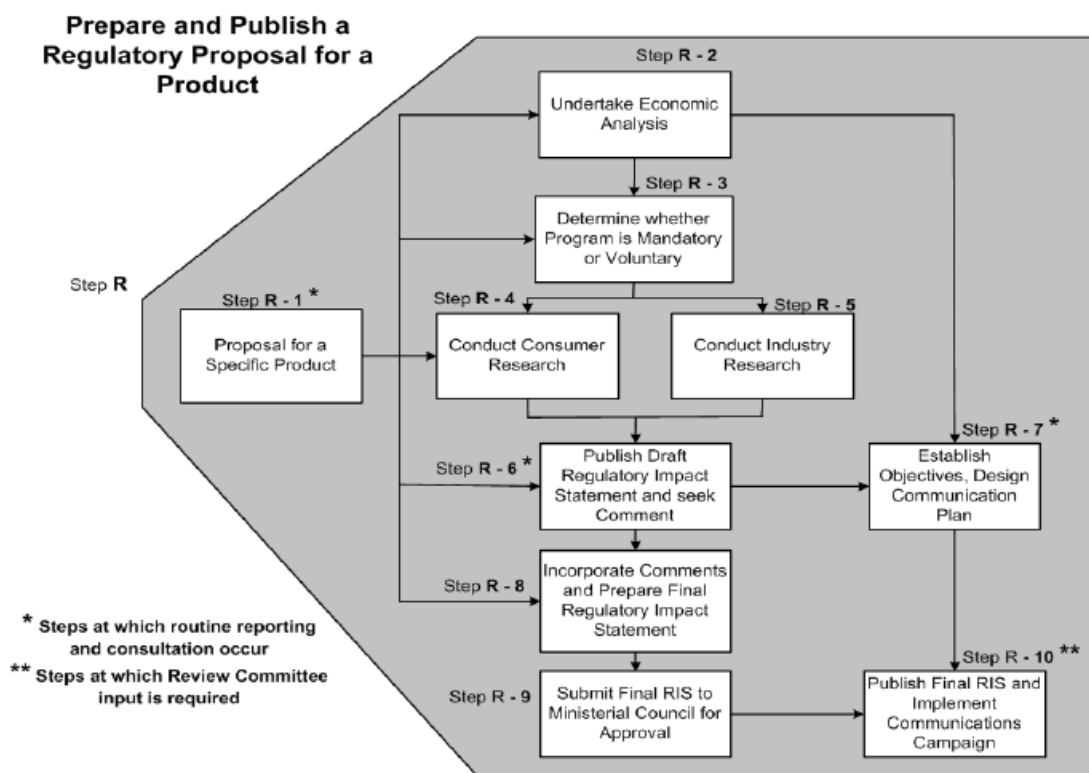 Prepare and Publish a
Regulatory Proposal for a
Product
Step R - 2
Undertake Economic
Analysis
Step R - 3
Determine whether
Program is Mandatory
or Voluntary
Step R
Step R - 1 *
Proposal for a
Specific Product
Step R - 4
Conduct Consumer
Research
Step R - 5
Conduct Industry
Research
Step R - 6 *
Publish Draft
Regulatory Impact
Statement and seek
Comment
Step R - 7 *
Establish
Objectives, Design
Communication
Plan
Step R - 8
Incorporate Comments
and Prepare Final
Regulatory Impact
Statement
* Steps at which routine reporting
and consultation occur
** Steps at which Review Committee
input is required
Step R - 9
Submit Final RIS to
Ministerial Council for
Approval
Step R - 10 **
Publish Final RIS and
Implement
Communications
Campaign